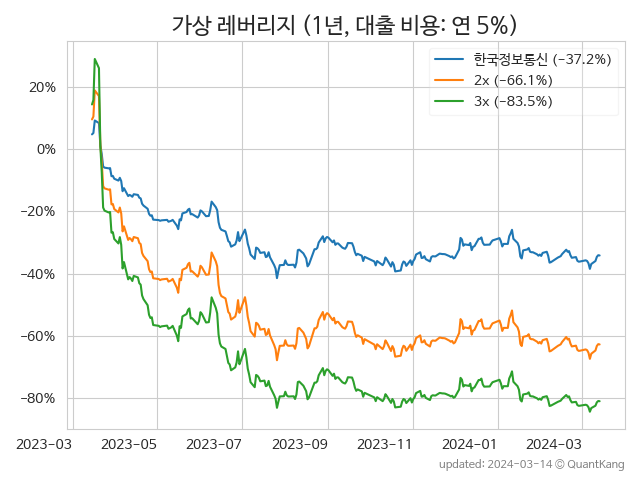 가상 레버리지 (1년, 대출 비용: 연 5%)
한국정보통신 (−37.2%)
2x (−66.1%)
3x (−83.5%)
20%
0%
−20%
−40%
−60%
−80%
2023-03 2023-05 2023-07 2023-09 2023-11 2024-01 2024-03
updated: 2024-03-14 © QuantKang